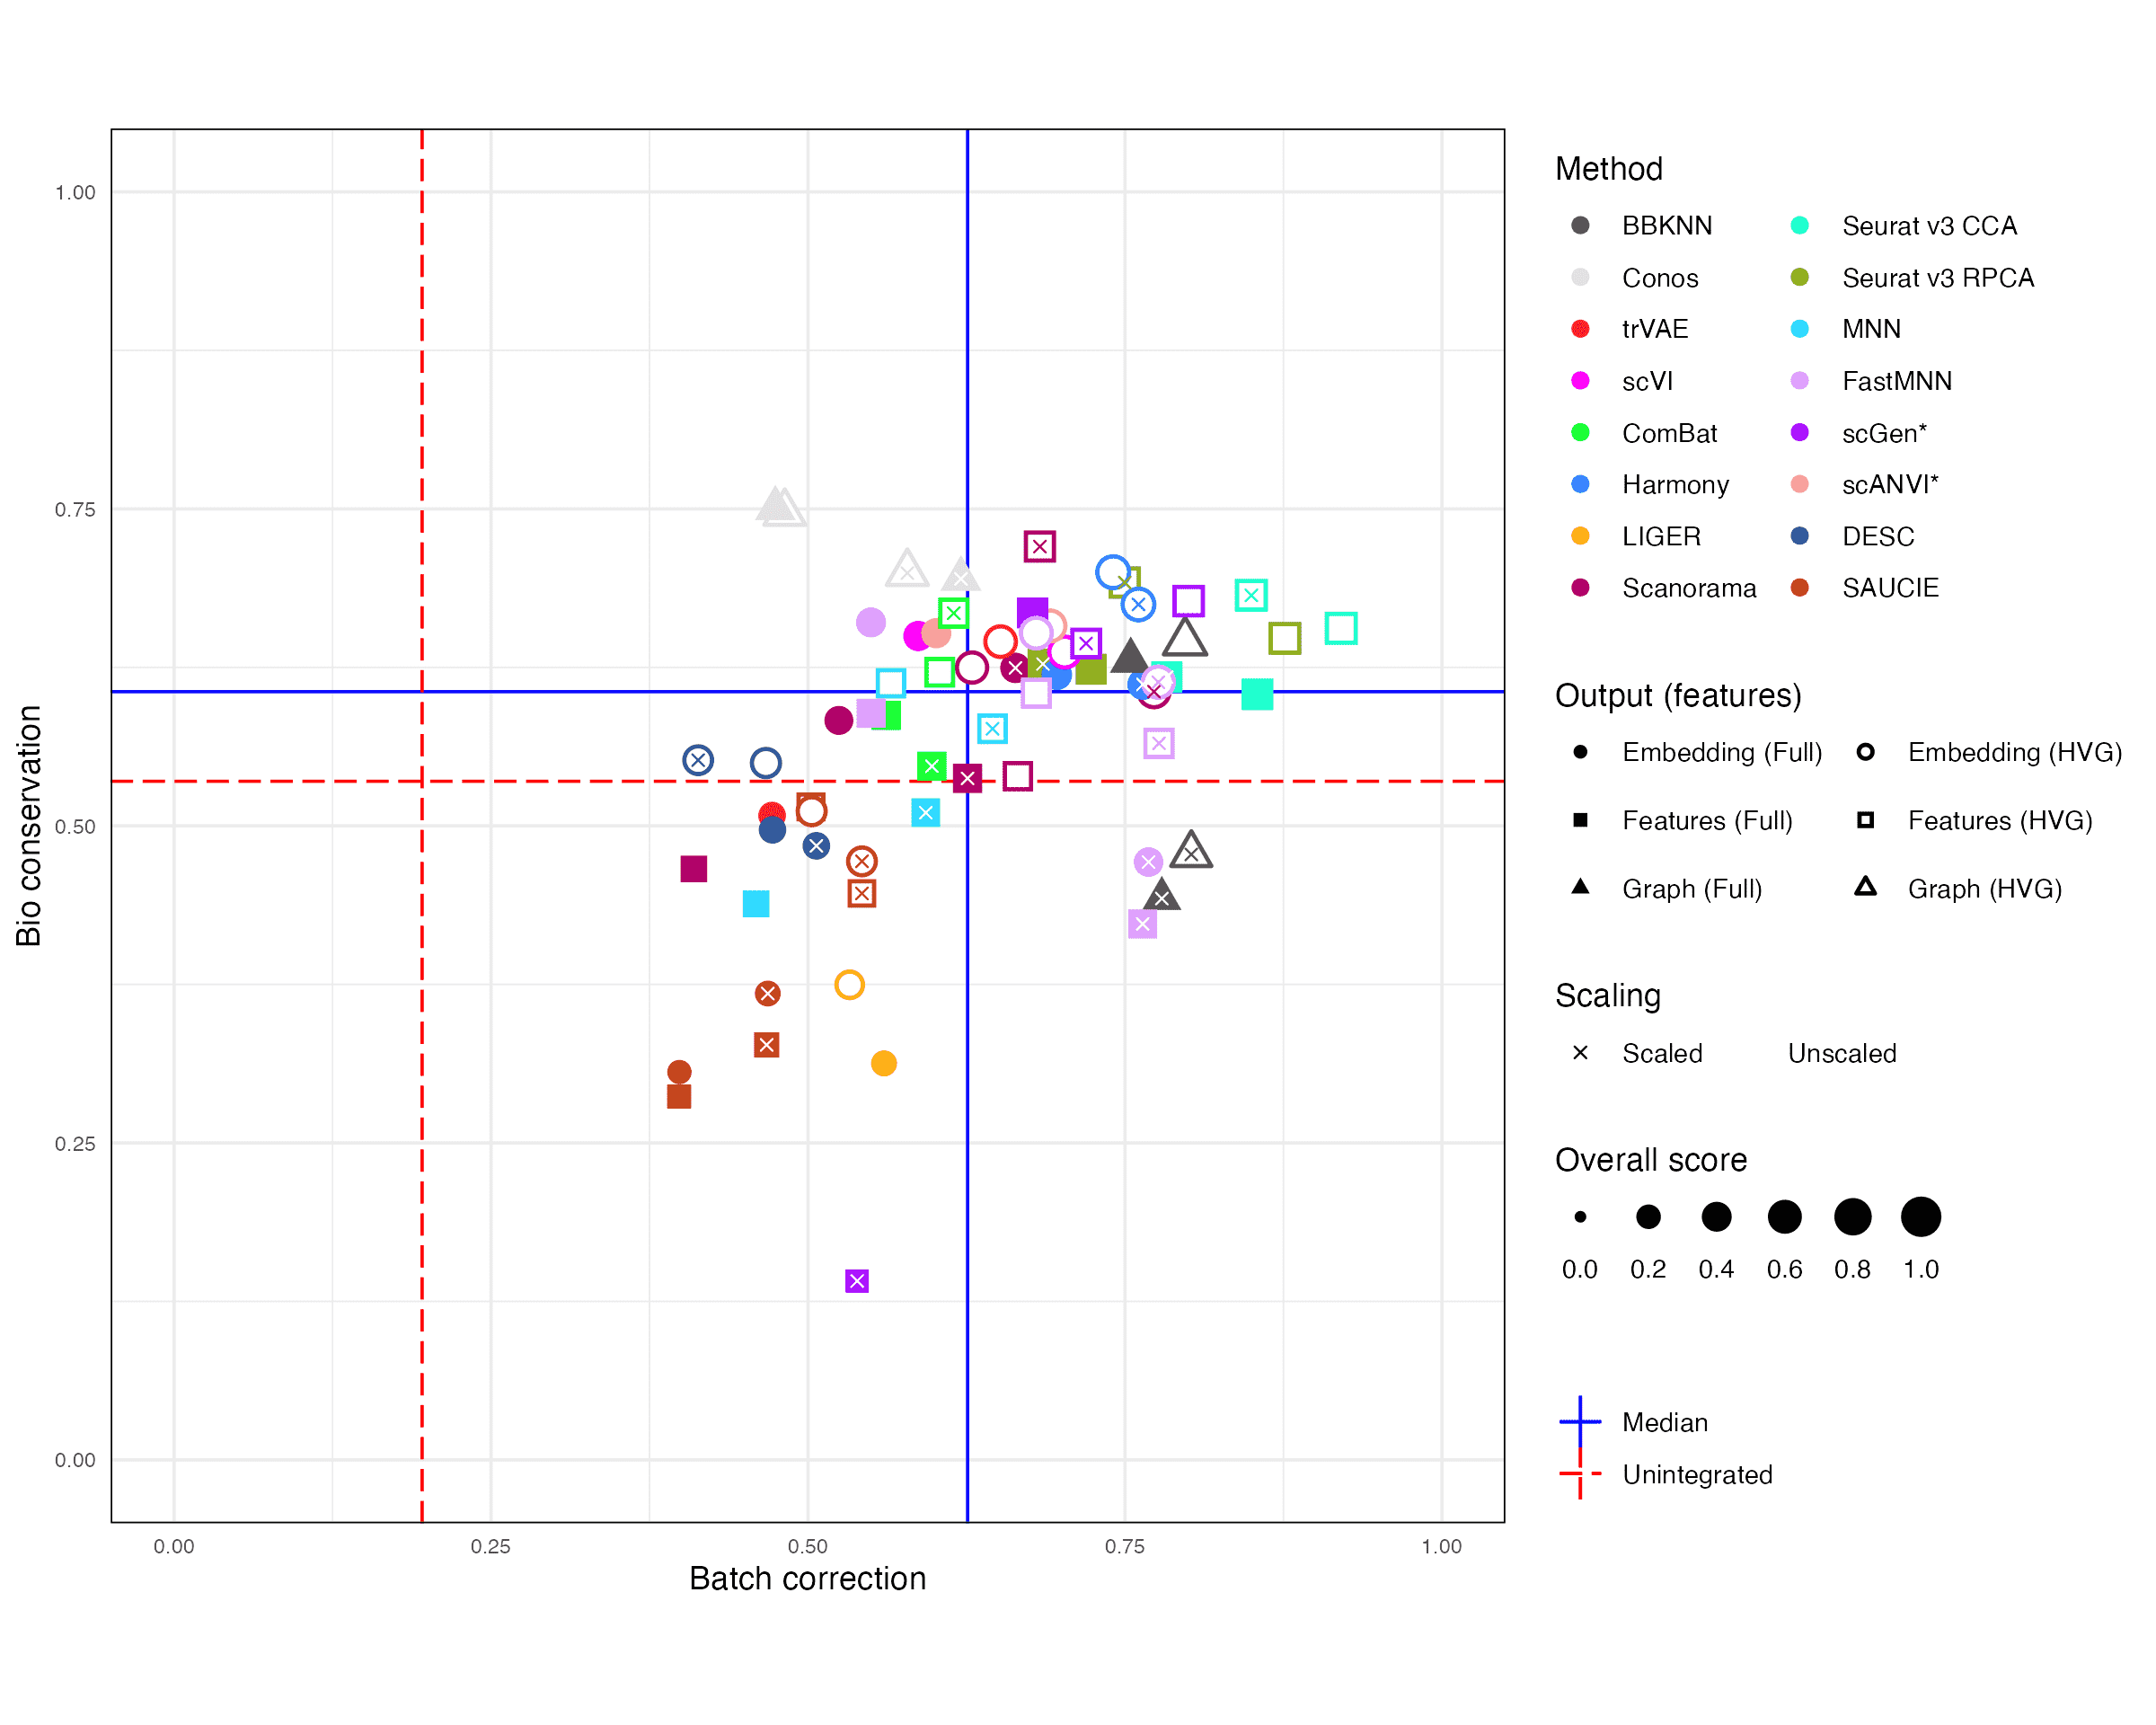 1.00
0.75
0.50
0.25
0.00
Bio conservation
0.00 0.25 0.50 0.75 1.00
Batch correction
Method
BBKNN Seurat v3 CCA
Conos Seurat v3 RPCA
trVAE MNN
scVI FastMNN
ComBat scGen*
Harmony scANVI*
LIGER DESC
Scanorama SAUCIE
Output (features)
Embedding (Full) Embedding (HVG)
Features (Full) Features (HVG)
Graph (Full) Graph (HVG)
Scaling
Scaled Unscaled
Overall score
0.0 0.2 0.4 0.6 0.8 1.0
Median
Unintegrated